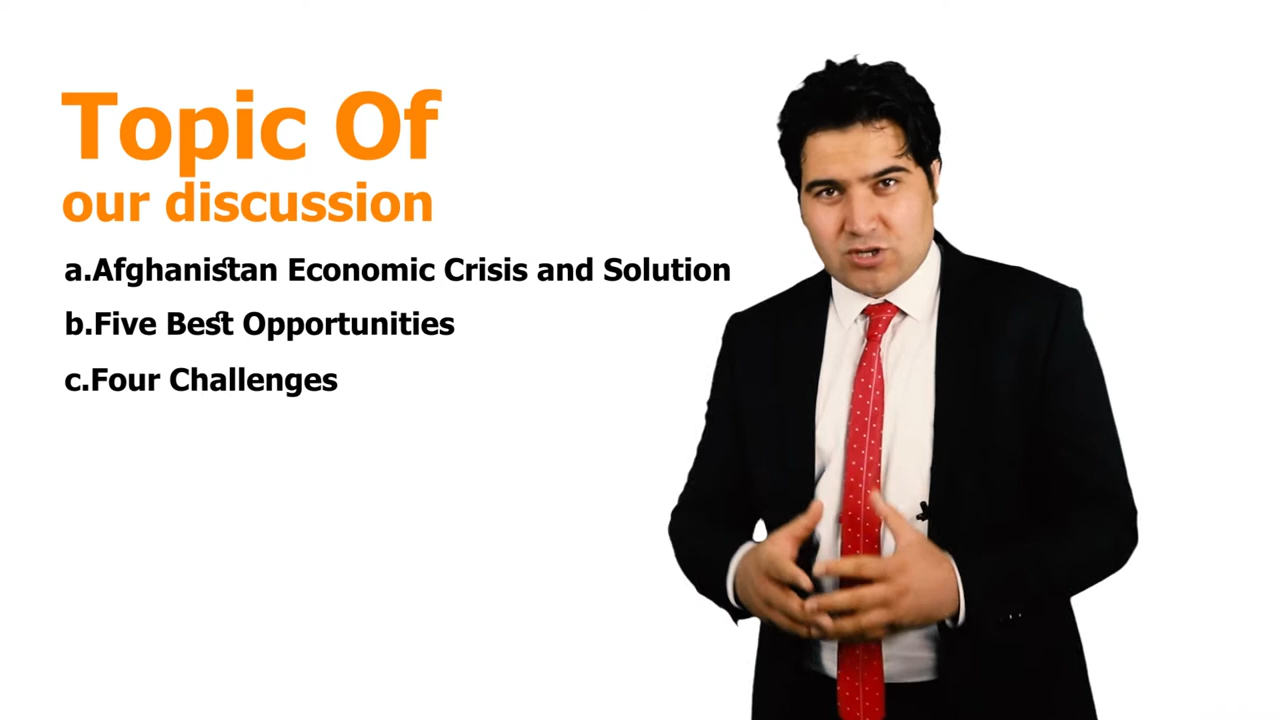 Topic Of
our discussion
a.Afghanistan Economic Crisis and Solution
b.Five Best Opportunities
c.Four Challenges